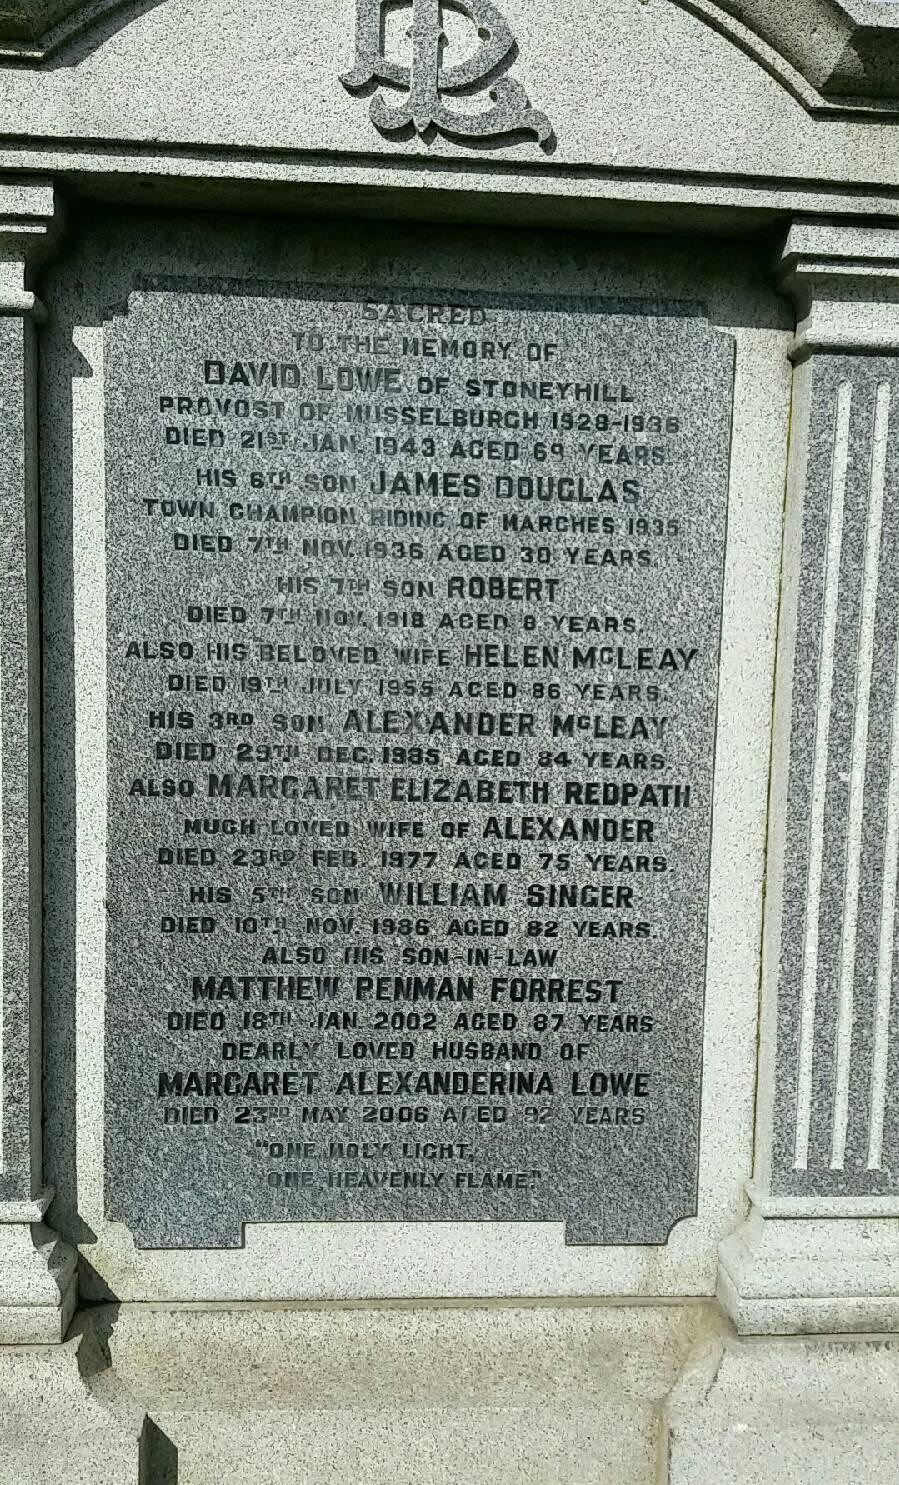 DL
SACRED
TO THE MEMORY OF
DAVID LOWE OF STONEYHILL
PROVOST OF MUSSELBURGH 1928-1936
DIED 21ST JAN. 1943 AGED 69 YEARS.
HIS 6TH SON JAMES DOUGLAS
TOWN CHAMPION RIDING OF MARCHES 1935
DIED 7TH NOV. 1936 AGED 30 YEARS.
HIS 7TH SON ROBERT
DIED 7TH NOV. 1918 AGED 8 YEARS.
ALSO HIS BELOVED WIFE HELEN McLEAY
DIED 19TH JULY 1955 AGED 86 YEARS.
HIS 3RD SON ALEXANDER McLEAY
DIED 29TH DEC. 1985 AGED 84 YEARS.
ALSO MARGARET ELIZABETH REDPATH
MUCH LOVED WIFE OF ALEXANDER
DIED 23RD FEB. 1977 AGED 75 YEARS.
HIS 5TH SON WILLIAM SINGER
DIED 10TH NOV. 1986 AGED 82 YEARS.
ALSO HIS SON-IN-LAW
MATTHEW PENMAN FORREST
DIED 18TH JAN. 2002 AGED 87 YEARS
DEARLY LOVED HUSBAND OF
MARGARET ALEXANDERINA LOWE
DIED 23RD MAY 2006 AGED 92 YEARS
"ONE HOLY LIGHT,
ONE HEAVENLY FLAME"